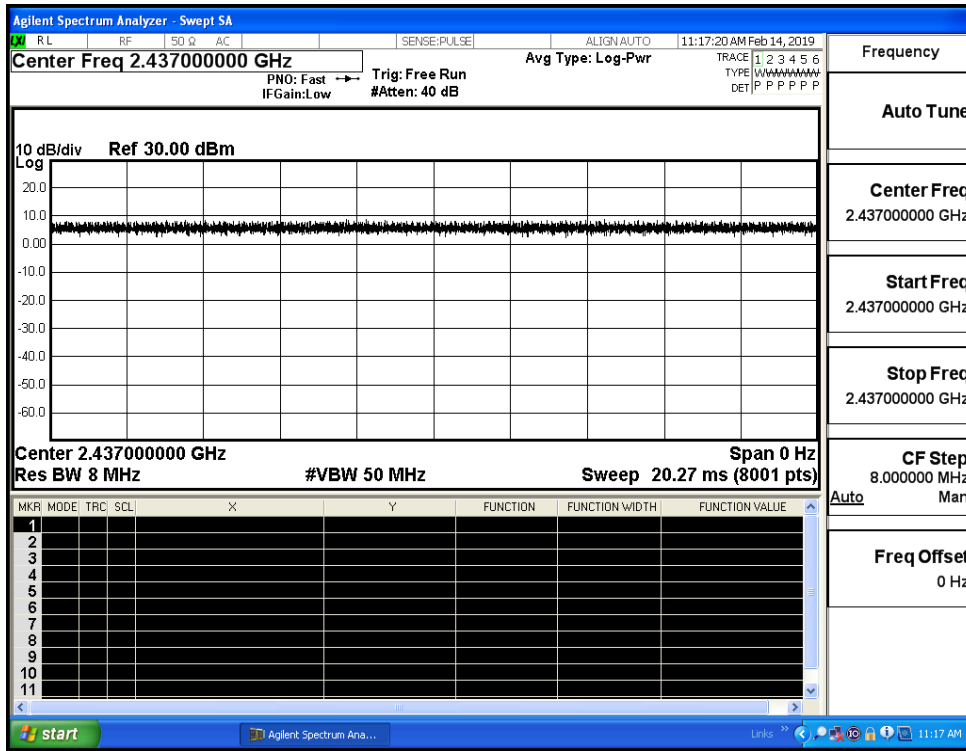 Agilent Spectrum Analyzer - Swept SA
LXI RL RF 50 Ω AC SENSE:PULSE ALIGN AUTO 11:17:20 AM Feb 14, 2019
Center Freq 2.437000000 GHz
PNO: Fast
IFGain:Low
Trig: Free Run
#Atten: 40 dB
Avg Type: Log-Pwr
TRACE 1 2 3 4 5 6
TYPE
DET P P P P P P
10 dB/div Ref 30.00 dBm
Log
20.0
10.0
0.00
-10.0
-20.0
-30.0
-40.0
-50.0
-60.0
Center 2.437000000 GHz Span 0 Hz
Res BW 8 MHz #VBW 50 MHz Sweep 20.27 ms (8001 pts)
MKR MODE TRC SCL X Y FUNCTION FUNCTION WIDTH FUNCTION VALUE
1
2
3
4
5
6
7
8
9
10
11
Frequency
Auto Tune
Center Freq
2.437000000 GHz
Start Freq
2.437000000 GHz
Stop Freq
2.437000000 GHz
CF Step
8.000000 MHz
Auto Man
Freq Offset
0 Hz
start Agilent Spectrum Ana... Links » 11:17 AM